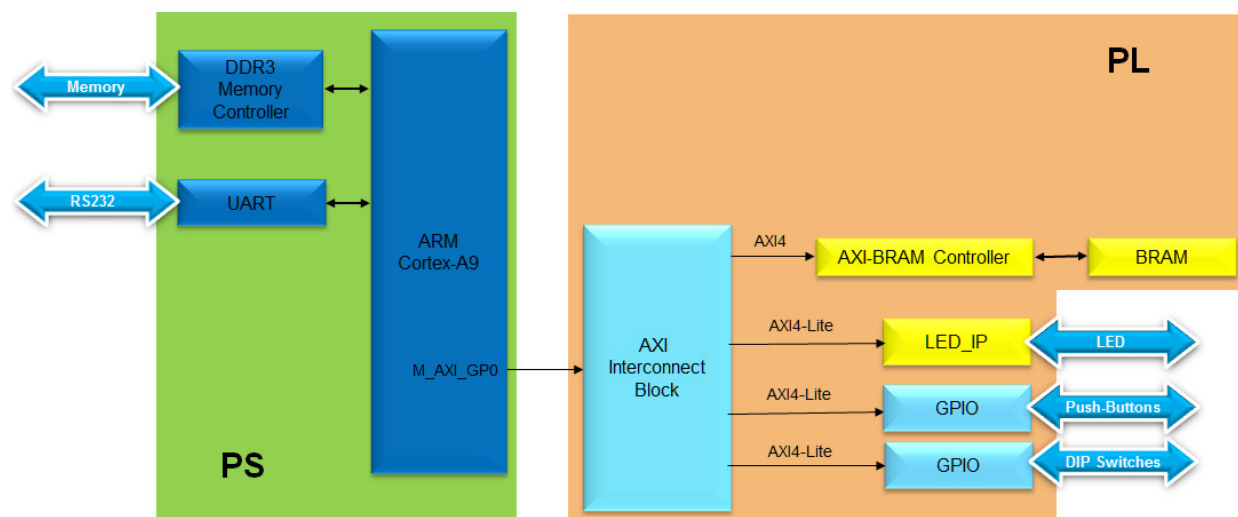 PL
DDR3
Memory
Controller
Memory
RS232
UART
ARM
Cortex-A9
M_AXI_GP0
PS
AXI
Interconnect
Block
AXI4
AXI-BRAM Controller
BRAM
AXI4-Lite
LED_IP
LED
AXI4-Lite
GPIO
Push-Buttons
AXI4-Lite
GPIO
DIP Switches